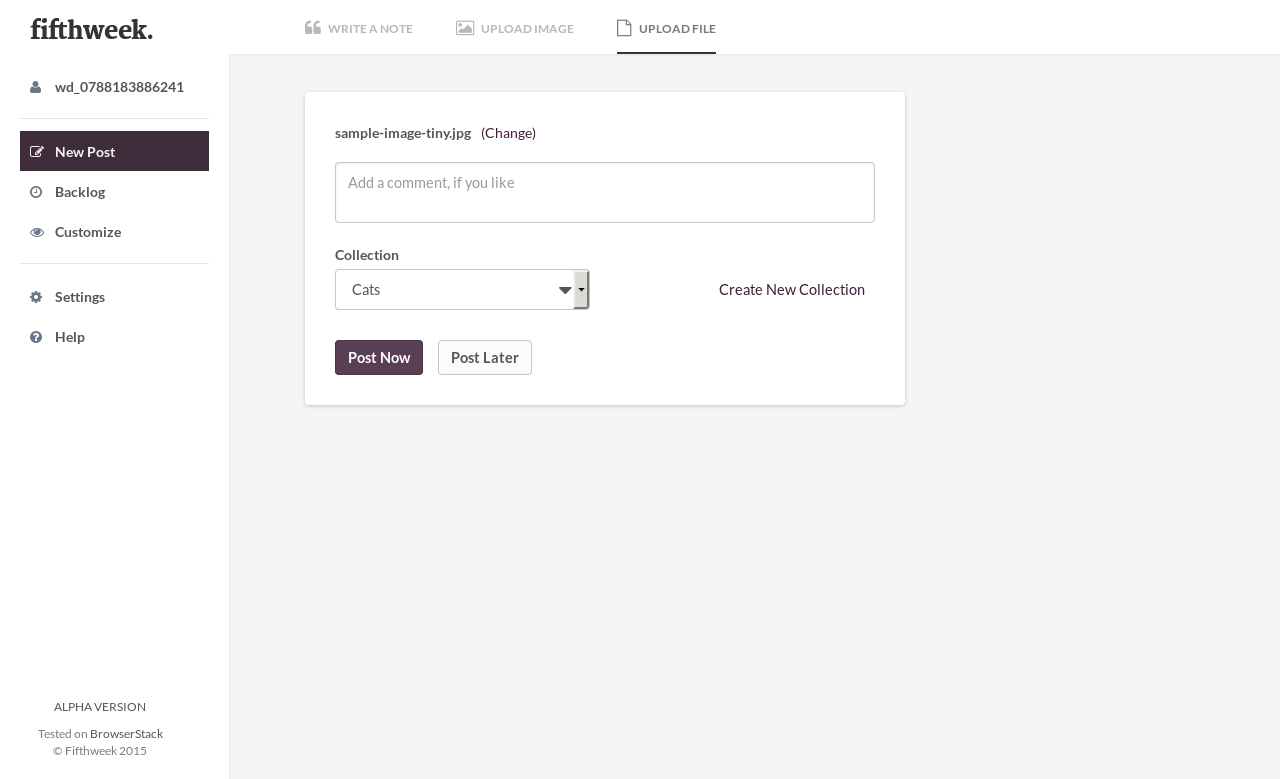 fifthweek.
WRITE A NOTE
UPLOAD IMAGE
UPLOAD FILE
wd_0788183886241
New Post
Backlog
Customize
Settings
Help
sample-image-tiny.jpg (Change)
Add a comment, if you like
Collection
Cats
Create New Collection
Post Now
Post Later
ALPHA VERSION
Tested on BrowserStack
© Fifthweek 2015